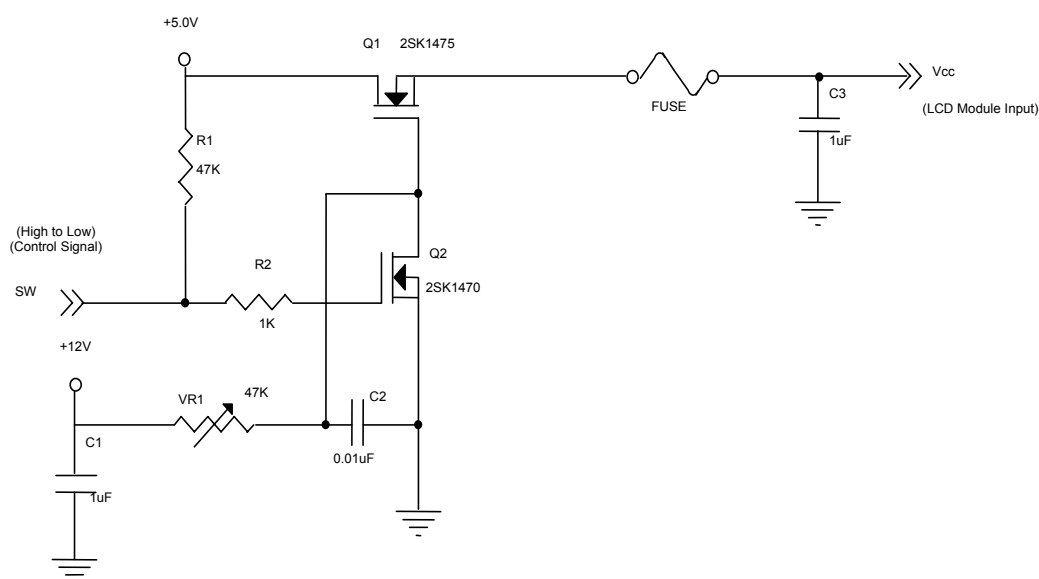 +5.0V
Q1 2SK1475
Vcc
(LCD Module Input)
C3
FUSE
1uF
R1
47K
(High to Low)
(Control Signal)
SW
R2
1K
Q2
2SK1470
+12V
VR1
47K
C2
0.01uF
C1
1uF